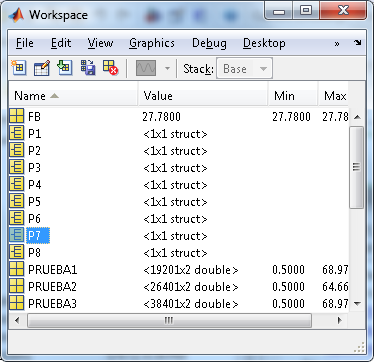 Workspace
File Edit View Graphics Debug Desktop »
Stack: Base
Name Value Min Max
FB 27.7800 27.7800 27.78
P1 <1x1 struct>
P2 <1x1 struct>
P3 <1x1 struct>
P4 <1x1 struct>
P5 <1x1 struct>
P6 <1x1 struct>
P7 <1x1 struct>
P8 <1x1 struct>
PRUEBA1 <19201x2 double> 0.5000 68.97
PRUEBA2 <26401x2 double> 0.5000 64.66
PRUEBA3 <38401x2 double> 0.5000 68.97